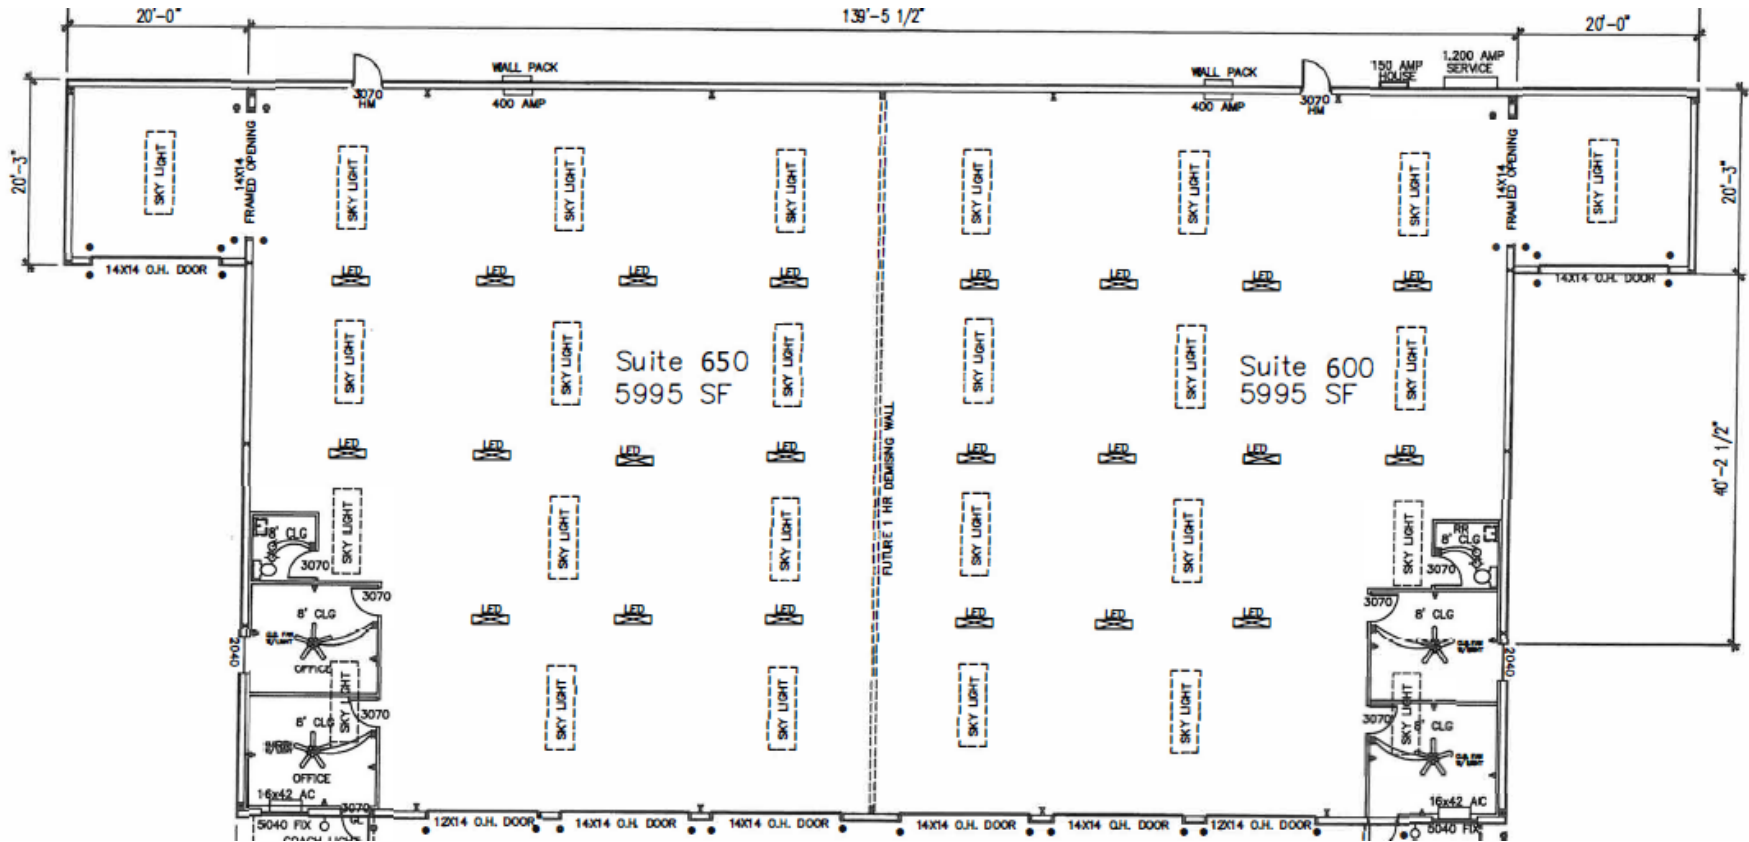 20'-0"
139'-5 1/2"
20'-0"
WALL PACK
WALL PACK
150 AMP
HOUSE
1,200 AMP
SERVICE
3070
HM
400 AMP
400 AMP
3070
HM
20'-3"
SKY LIGHT
14X14
FRAMED OPENING
SKY LIGHT
SKY LIGHT
SKY LIGHT
SKY LIGHT
SKY LIGHT
SKY LIGHT
14X14
FRAMED OPENING
SKY LIGHT
20'-3"
14X14 O.H. DOOR
14X14 O.H. DOOR
LED
LED
LED
LED
LED
LED
LED
LED
SKY LIGHT
SKY LIGHT
SKY LIGHT
SKY LIGHT
SKY LIGHT
SKY LIGHT
Suite 650
5995 SF
Suite 600
5995 SF
FUTURE 1 HR DEMISING WALL
40'-2 1/2"
LED
LED
LED
LED
LED
LED
LED
LED
SKY LIGHT
SKY LIGHT
SKY LIGHT
SKY LIGHT
SKY LIGHT
SKY LIGHT
8' CLG
3070
RR
8' CLG
3070
3070
3070
8' CLG
8' CLG
LED
LED
LED
LED
LED
LED
2040
OFFICE
2040
SKY LIGHT
SKY LIGHT
SKY LIGHT
SKY LIGHT
SKY LIGHT
SKY LIGHT
3070
8' CLG
3070
8' CLG
OFFICE
16x42 AC
16x42 AC
3070
GL
5040 FIX
12X14 O.H. DOOR
14X14 O.H. DOOR
14X14 O.H. DOOR
14X14 O.H. DOOR
14X14 O.H. DOOR
12X14 O.H. DOOR
5040 FIX
COACH LIGHT